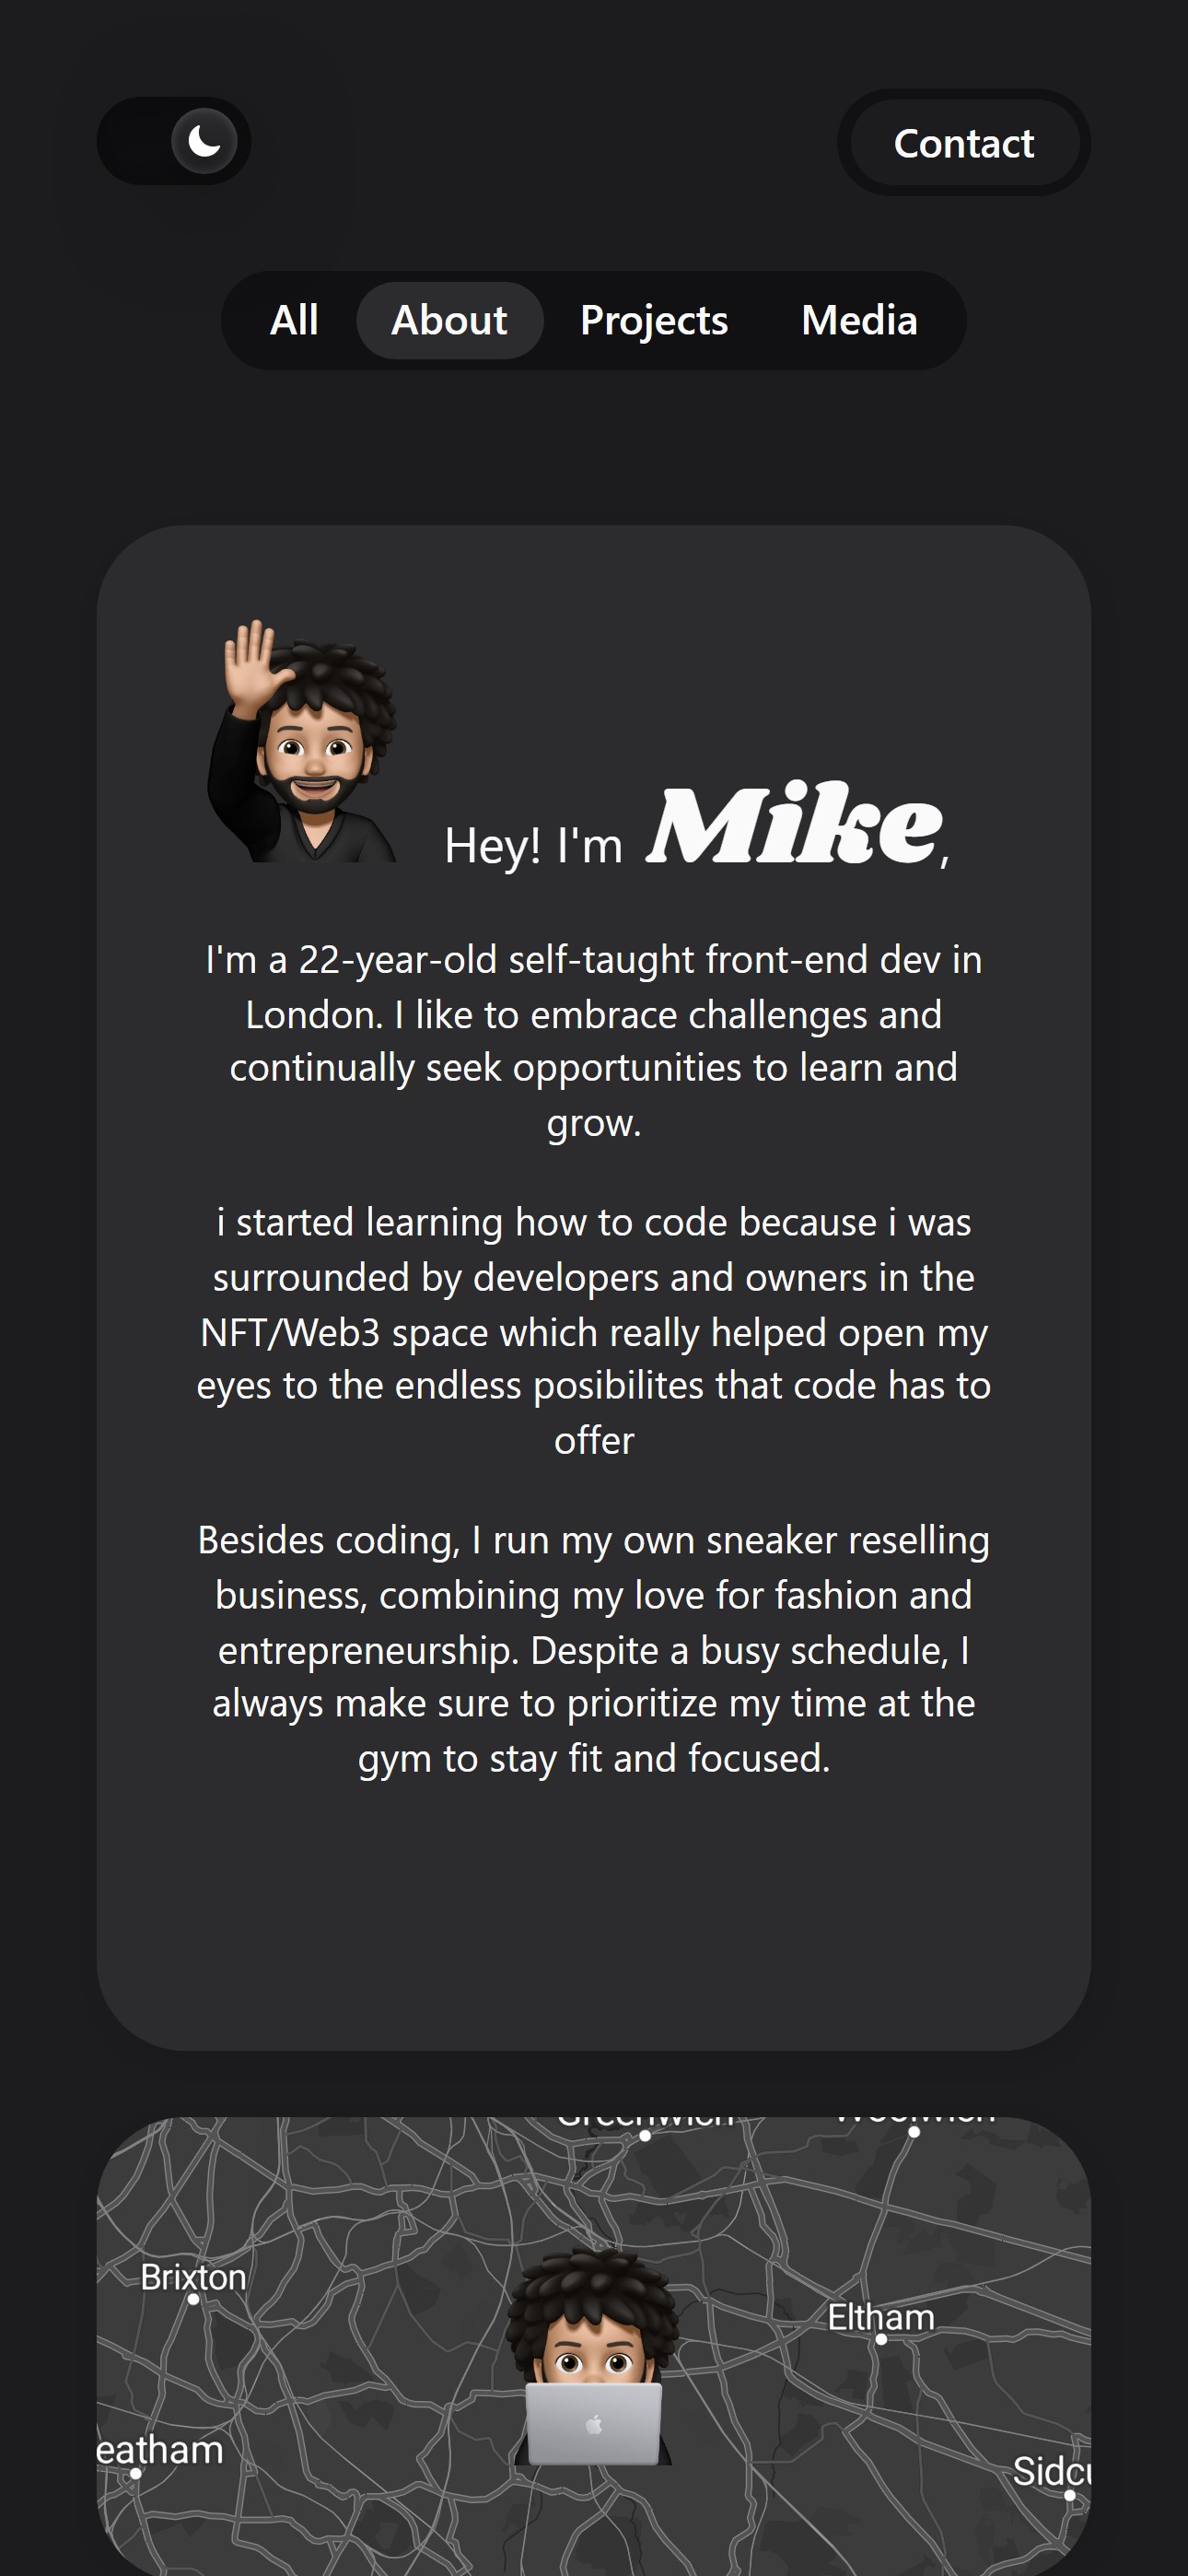 Contact
All About Projects Media
Hey! I'm Mike,
I'm a 22-year-old self-taught front-end dev in
London. I like to embrace challenges and
continually seek opportunities to learn and
grow.
i started learning how to code because i was
surrounded by developers and owners in the
NFT/Web3 space which really helped open my
eyes to the endless posibilites that code has to
offer
Besides coding, I run my own sneaker reselling
business, combining my love for fashion and
entrepreneurship. Despite a busy schedule, I
always make sure to prioritize my time at the
gym to stay fit and focused.
Greenwich
Woolwich
Brixton
Eltham
eatham
Sidcu